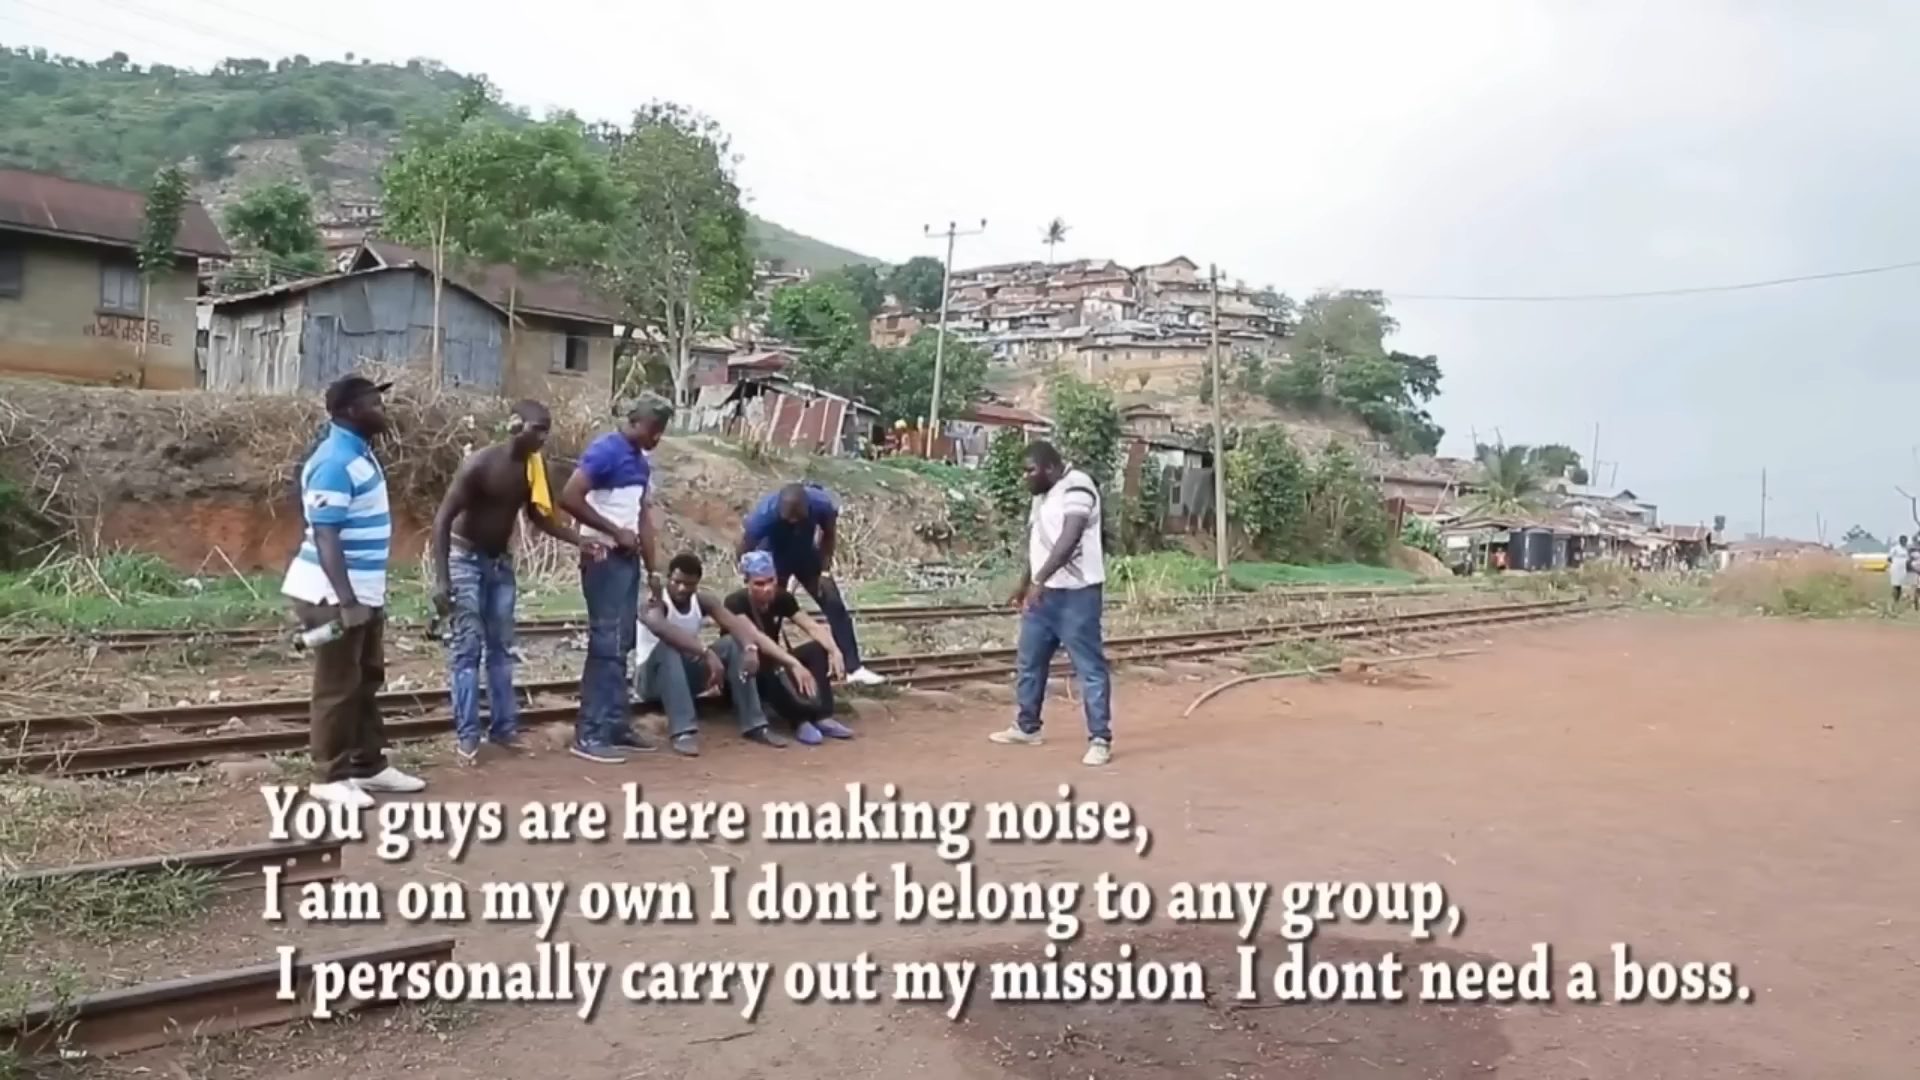 You guys are here making noise,
I am on my own I dont belong to any group,
I personally carry out my mission I dont need a boss.